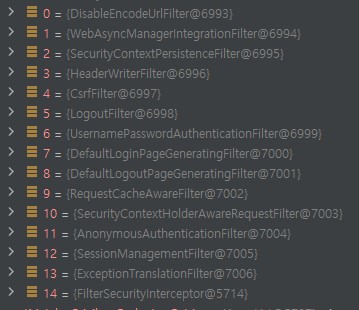 0 = {DisableEncodeUrlFilter@6993}
1 = {WebAsyncManagerIntegrationFilter@6994}
2 = {SecurityContextPersistenceFilter@6995}
3 = {HeaderWriterFilter@6996}
4 = {CsrfFilter@6997}
5 = {LogoutFilter@6998}
6 = {UsernamePasswordAuthenticationFilter@6999}
7 = {DefaultLoginPageGeneratingFilter@7000}
8 = {DefaultLogoutPageGeneratingFilter@7001}
9 = {RequestCacheAwareFilter@7002}
10 = {SecurityContextHolderAwareRequestFilter@7003}
11 = {AnonymousAuthenticationFilter@7004}
12 = {SessionManagementFilter@7005}
13 = {ExceptionTranslationFilter@7006}
14 = {FilterSecurityInterceptor@5714}